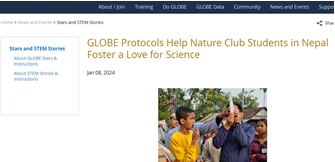 About / Join Training Do GLOBE GLOBE Data Community News and Events Suppo
Home > News and Events > Stars and STEM Stories
Shar
Stars and STEM Stories
About GLOBE Stars &
Instructions
About STEM Stories &
Instructions
GLOBE Protocols Help Nature Club Students in Nepal
Foster a Love for Science
Jan 08, 2024